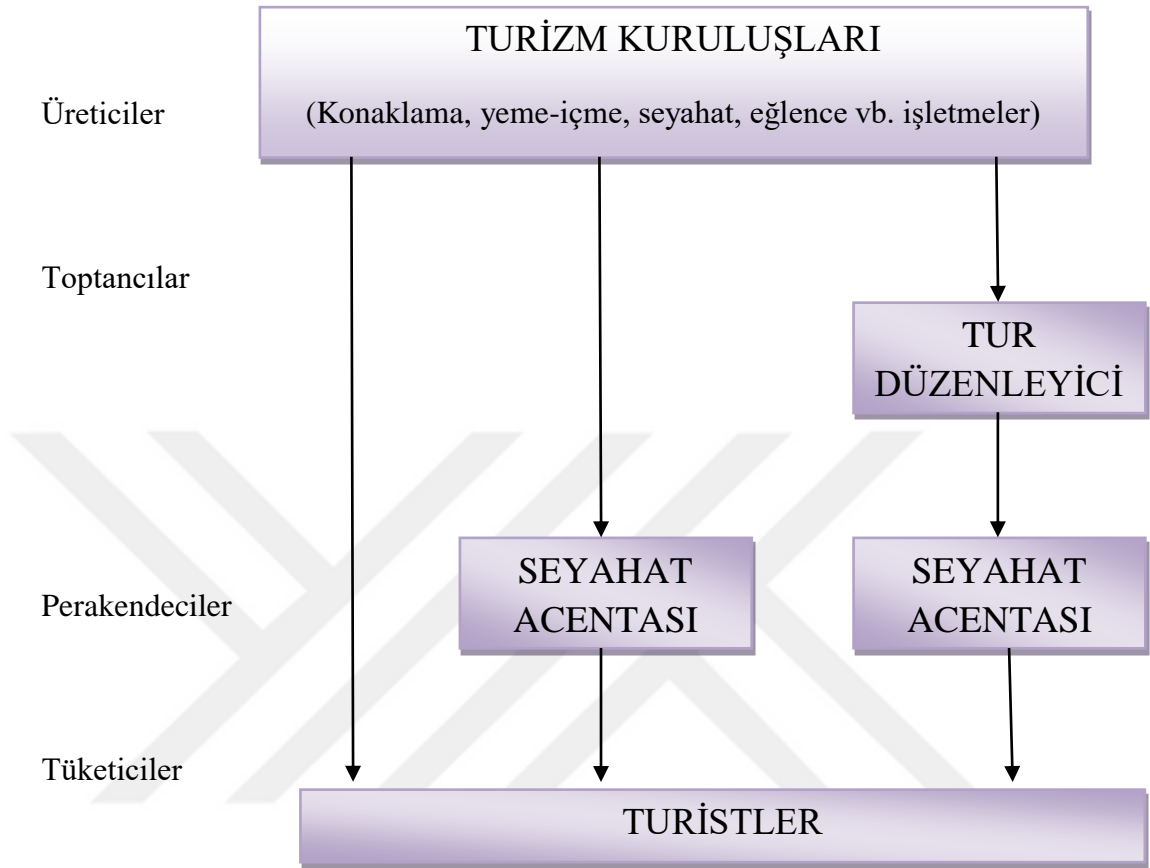 TURİZM KURULUŞLARI
Üreticiler
(Konaklama, yeme-içme, seyahat, eğlence vb. işletmeler)
Toptancılar
TUR
DÜZENLEYİCİ
SEYAHAT
ACENTASI
SEYAHAT
ACENTASI
Perakendeciler
Tüketiciler
TURİSTLER